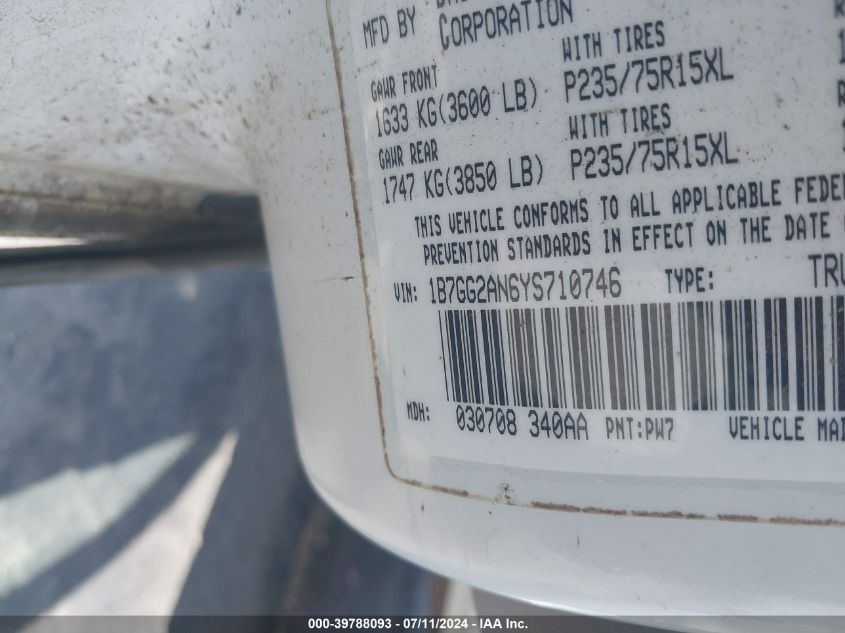 MFD BY
CORPORATION
GAWR FRONT WITH TIRES
1633 KG(3600 LB) P235/75R15XL
GAWR REAR WITH TIRES
1747 KG(3850 LB) P235/75R15XL
THIS VEHICLE CONFORMS TO ALL APPLICABLE FEDE
PREVENTION STANDARDS IN EFFECT ON THE DATE
VIN: 1B7GG2AN6YS710746 TYPE: TRU
MDH: 030708 340AA PNT:PW7 VEHICLE MA
000-39788093 - 07/11/2024 - IAA Inc.